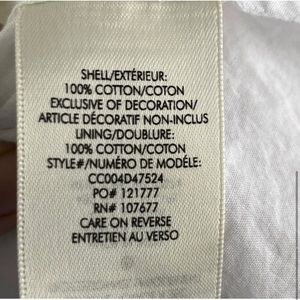 SHELL/EXTÉRIEUR:
100% COTTON/COTON
EXCLUSIVE OF DECORATION/
ARTICLE DÉCORATIF NON-INCLUS
LINING/DOUBLURE:
100% COTTON/COTON
STYLE#/NUMÉRO DE MODÈLE:
CC004D47524
PO# 121777
RN# 107677
CARE ON REVERSE
ENTRETIEN AU VERSO